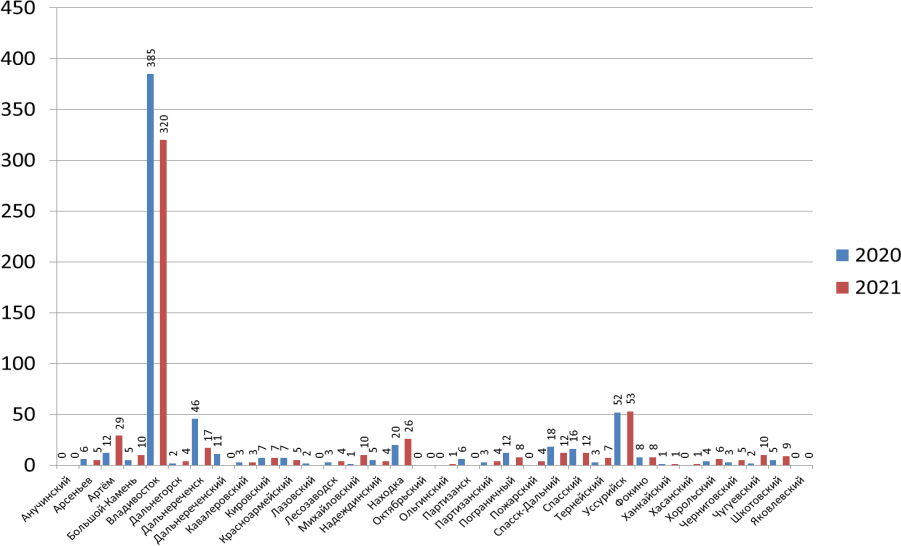 450
400
350
300
250
200
150
100
50
0
0
0
6
5
12
29
5
10
385
320
2
4
46
17
11
0
3
3
7
7
7
5
2
0
3
4
1
10
5
4
20
26
0
0
0
1
6
0
3
4
12
8
0
4
18
12
16
12
3
7
52
53
8
8
1
1
0
1
4
6
3
5
2
10
5
9
0
0
Анучинский
Арсеньев
Артём
Большой-Камень
Владивосток
Дальнегорск
Дальнереченск
Дальнереченский
Кавалеровский
Кировский
Красноармейский
Лазовский
Лесозаводск
Михайловский
Надеждинский
Находка
Октябрьский
Ольгинский
Партизанск
Партизанский
Пограничный
Пожарский
Спасск-Дальний
Спасский
Тернейский
Уссурийск
Фокино
Ханкайский
Хасанский
Хорольский
Черниговский
Чугуевский
Шкотовский
Яковлевский
2020
2021